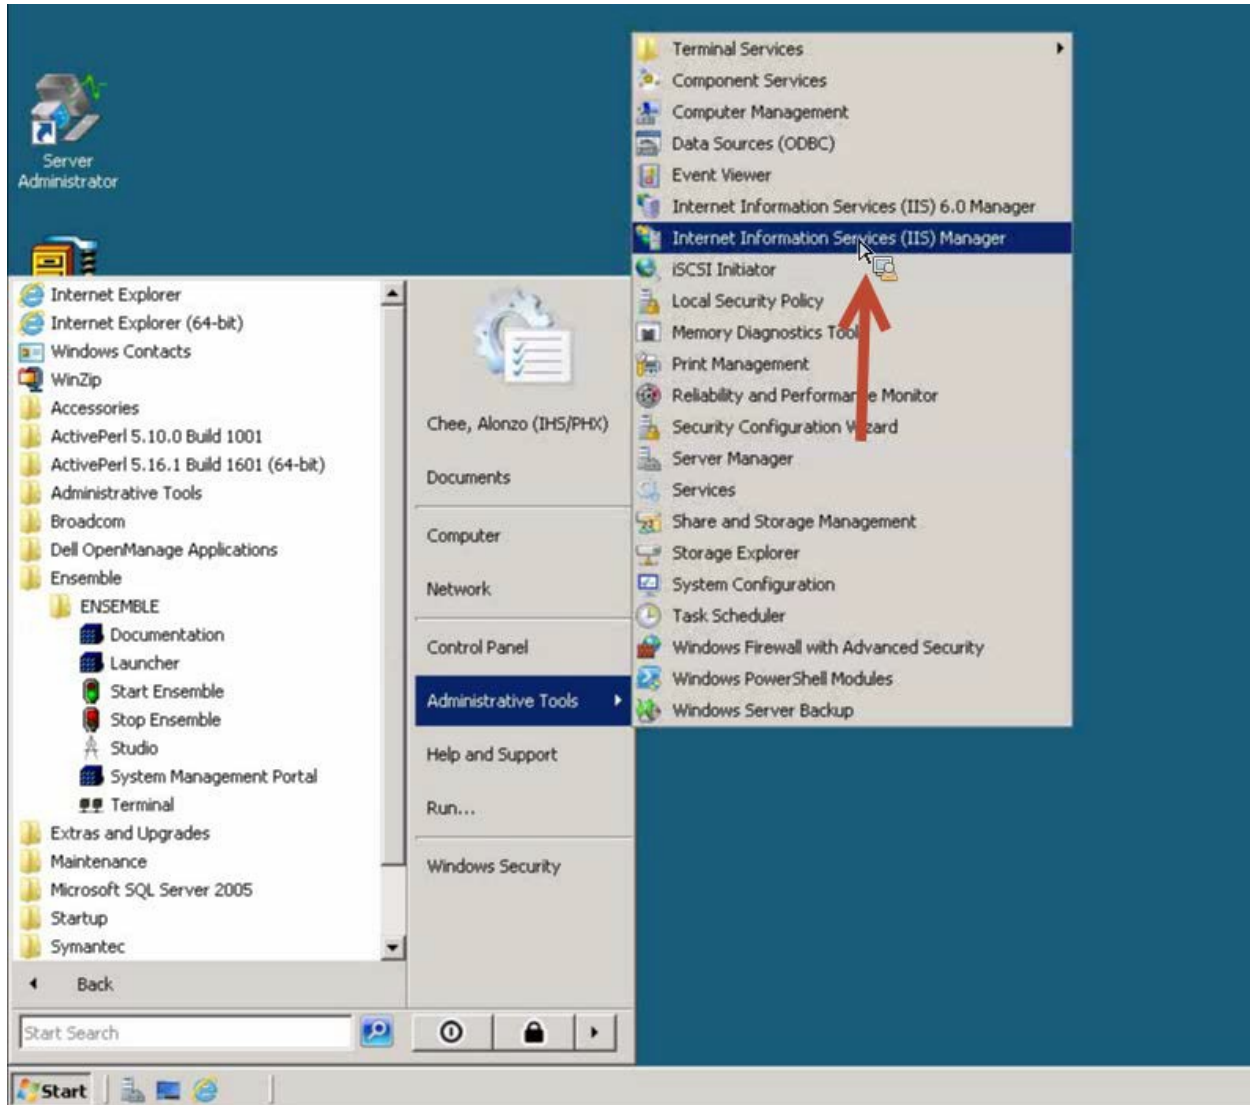 Server
Administrator
Internet Explorer
Internet Explorer (64-bit)
Windows Contacts
WinZip
Accessories
ActivePerl 5.10.0 Build 1001
ActivePerl 5.16.1 Build 1601 (64-bit)
Administrative Tools
Broadcom
Dell OpenManage Applications
Ensemble
ENSEMBLE
Documentation
Launcher
Start Ensemble
Stop Ensemble
Studio
System Management Portal
Terminal
Extras and Upgrades
Maintenance
Microsoft SQL Server 2005
Startup
Symantec
Back
Start Search
Chee, Alonzo (IHS/PHX)
Documents
Computer
Network
Control Panel
Administrative Tools
Help and Support
Run...
Windows Security
Terminal Services
Component Services
Computer Management
Data Sources (ODBC)
Event Viewer
Internet Information Services (IIS) 6.0 Manager
Internet Information Services (IIS) Manager
iSCSI Initiator
Local Security Policy
Memory Diagnostics Tool
Print Management
Reliability and Performance Monitor
Security Configuration Wizard
Server Manager
Services
Share and Storage Management
Storage Explorer
System Configuration
Task Scheduler
Windows Firewall with Advanced Security
Windows PowerShell Modules
Windows Server Backup
Start